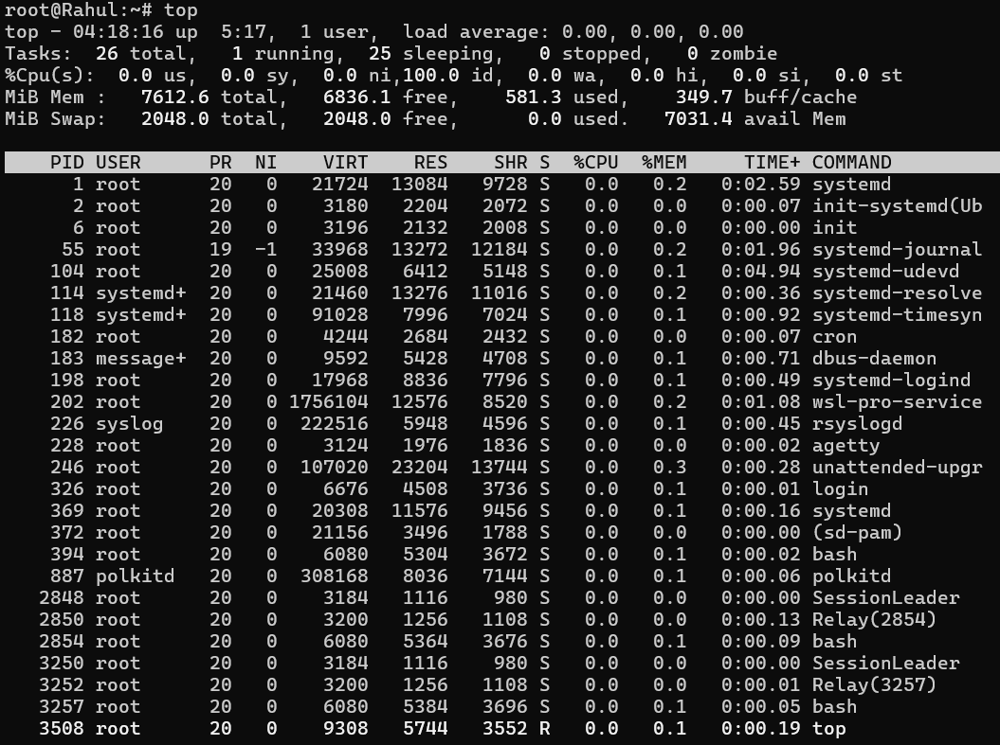 root@Rahul:~# top
top - 04:18:16 up  5:17,  1 user,  load average: 0.00, 0.00, 0.00
Tasks:  26 total,   1 running,  25 sleeping,   0 stopped,   0 zombie
%Cpu(s):  0.0 us,  0.0 sy,  0.0 ni,100.0 id,  0.0 wa,  0.0 hi,  0.0 si,  0.0 st
MiB Mem :   7612.6 total,   6836.1 free,    581.3 used,    349.7 buff/cache
MiB Swap:   2048.0 total,   2048.0 free,      0.0 used.   7031.4 avail Mem
    PID USER      PR  NI    VIRT    RES    SHR S  %CPU  %MEM     TIME+ COMMAND
      1 root      20   0   21724  13084   9728 S   0.0   0.2   0:02.59 systemd
      2 root      20   0    3180   2204   2072 S   0.0   0.0   0:00.07 init-systemd(Ub
      6 root      20   0    3196   2132   2008 S   0.0   0.0   0:00.00 init
     55 root      19  -1   33968  13272  12184 S   0.0   0.2   0:01.96 systemd-journal
    104 root      20   0   25008   6412   5148 S   0.0   0.1   0:04.94 systemd-udevd
    114 systemd+  20   0   21460  13276  11016 S   0.0   0.2   0:00.36 systemd-resolve
    118 systemd+  20   0   91028   7996   7024 S   0.0   0.1   0:00.92 systemd-timesyn
    182 root      20   0    4244   2684   2432 S   0.0   0.0   0:00.07 cron
    183 message+  20   0    9592   5428   4708 S   0.0   0.1   0:00.71 dbus-daemon
    198 root      20   0   17968   8836   7796 S   0.0   0.1   0:00.49 systemd-logind
    202 root      20   0 1756104  12576   8520 S   0.0   0.2   0:01.08 wsl-pro-service
    226 syslog    20   0  222516   5948   4596 S   0.0   0.1   0:00.45 rsyslogd
    228 root      20   0    3124   1976   1836 S   0.0   0.0   0:00.02 agetty
    246 root      20   0  107020  23204  13744 S   0.0   0.3   0:00.28 unattended-upgr
    326 root      20   0    6676   4508   3736 S   0.0   0.1   0:00.01 login
    369 root      20   0   20308  11576   9456 S   0.0   0.1   0:00.16 systemd
    372 root      20   0   21156   3496   1788 S   0.0   0.0   0:00.00 (sd-pam)
    394 root      20   0    6080   5304   3672 S   0.0   0.1   0:00.02 bash
    887 polkitd   20   0  308168   8036   7144 S   0.0   0.1   0:00.06 polkitd
   2848 root      20   0    3184   1116    980 S   0.0   0.0   0:00.00 SessionLeader
   2850 root      20   0    3200   1256   1108 S   0.0   0.0   0:00.13 Relay(2854)
   2854 root      20   0    6080   5364   3676 S   0.0   0.1   0:00.09 bash
   3250 root      20   0    3184   1116    980 S   0.0   0.0   0:00.00 SessionLeader
   3252 root      20   0    3200   1256   1108 S   0.0   0.0   0:00.01 Relay(3257)
   3257 root      20   0    6080   5384   3696 S   0.0   0.1   0:00.05 bash
   3508 root      20   0    9308   5744   3552 R   0.0   0.1   0:00.19 top